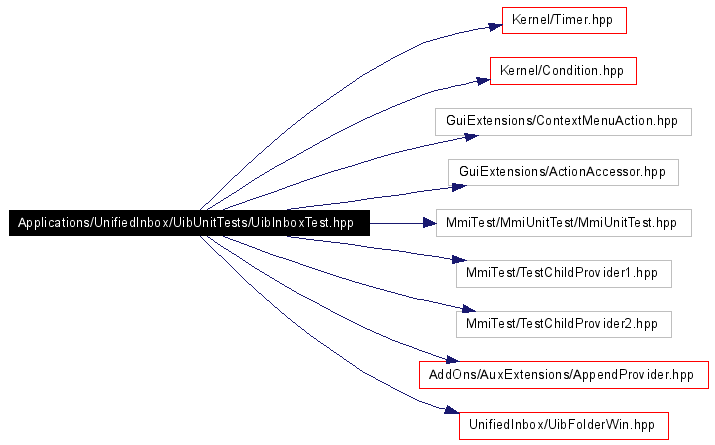 Kernel/Timer.hpp
Kernel/Condition.hpp
GuiExtensions/ContextMenuAction.hpp
GuiExtensions/ActionAccessor.hpp
Applications/UnifiedInbox/UibUnitTests/UibInboxTest.hpp
MmiTest/MmiUnitTest/MmiUnitTest.hpp
MmiTest/TestChildProvider1.hpp
MmiTest/TestChildProvider2.hpp
AddOns/AuxExtensions/AppendProvider.hpp
UnifiedInbox/UibFolderWin.hpp